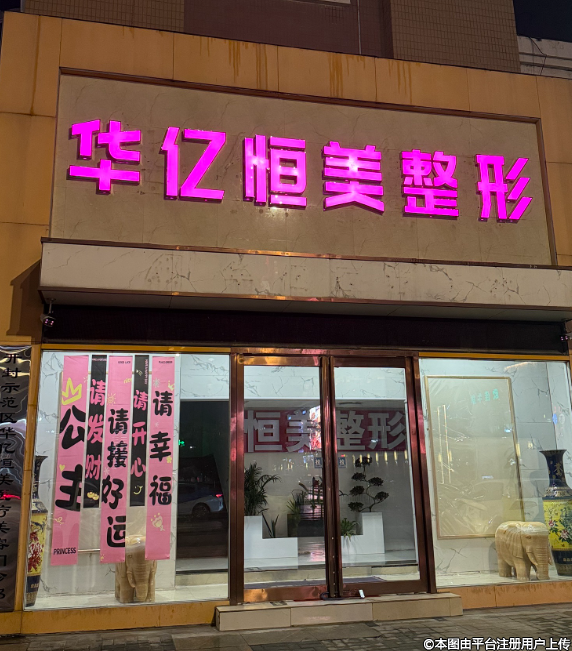 华亿恒美整形
公主
PRINCESS
请发财
请接好运
请开心
请幸福
恒美整形
©本图由平台注册用户上传